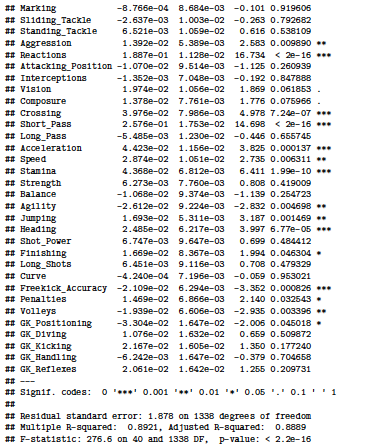 ## Marking -8.766e-04 8.684e-03 -0.101 0.919606
## Sliding_Tackle -2.637e-03 1.003e-02 -0.263 0.792682
## Standing_Tackle 6.521e-03 1.059e-02 0.616 0.538109
## Aggression 1.392e-02 5.389e-03 2.583 0.009890 **
## Reactions 1.887e-01 1.128e-02 16.734 < 2e-16 ***
## Attacking_Position -1.070e-02 9.514e-03 -1.125 0.260939
## Interceptions -1.352e-03 7.048e-03 -0.192 0.847888
## Vision 1.974e-02 1.056e-02 1.869 0.061853 .
## Composure 1.378e-02 7.761e-03 1.776 0.075966 .
## Crossing 3.976e-02 7.986e-03 4.978 7.24e-07 ***
## Short_Pass 2.576e-01 1.753e-02 14.698 < 2e-16 ***
## Long_Pass -5.485e-03 1.230e-02 -0.446 0.655745
## Acceleration 4.423e-02 1.156e-02 3.825 0.000137 ***
## Speed 2.874e-02 1.051e-02 2.735 0.006311 **
## Stamina 4.368e-02 6.812e-03 6.411 1.99e-10 ***
## Strength 6.273e-03 7.760e-03 0.808 0.419009
## Balance -1.068e-02 9.374e-03 -1.139 0.254723
## Agility -2.612e-02 9.224e-03 -2.832 0.004698 **
## Jumping 1.693e-02 5.311e-03 3.187 0.001469 **
## Heading 2.485e-02 6.217e-03 3.997 6.77e-05 ***
## Shot_Power 6.747e-03 9.647e-03 0.699 0.484412
## Finishing 1.669e-02 8.367e-03 1.994 0.046304 *
## Long_Shots 6.451e-03 9.116e-03 0.708 0.479329
## Curve -4.240e-04 7.196e-03 -0.059 0.953021
## Freekick_Accuracy -2.109e-02 6.294e-03 -3.352 0.000826 ***
## Penalties 1.469e-02 6.866e-03 2.140 0.032543 *
## Volleys -1.939e-02 6.606e-03 -2.935 0.003396 **
## GK_Positioning -3.304e-02 1.647e-02 -2.006 0.045018 *
## GK_Diving 1.076e-02 1.632e-02 0.659 0.509872
## GK_Kicking 2.167e-02 1.605e-02 1.350 0.177240
## GK_Handling -6.242e-03 1.647e-02 -0.379 0.704658
## GK_Reflexes 2.061e-02 1.642e-02 1.255 0.209731
## ---
## Signif. codes: 0 '***' 0.001 '**' 0.01 '*' 0.05 '.' 0.1 ' ' 1
##
## Residual standard error: 1.878 on 1338 degrees of freedom
## Multiple R-squared: 0.8921, Adjusted R-squared: 0.8889
## F-statistic: 276.6 on 40 and 1338 DF, p-value: < 2.2e-16